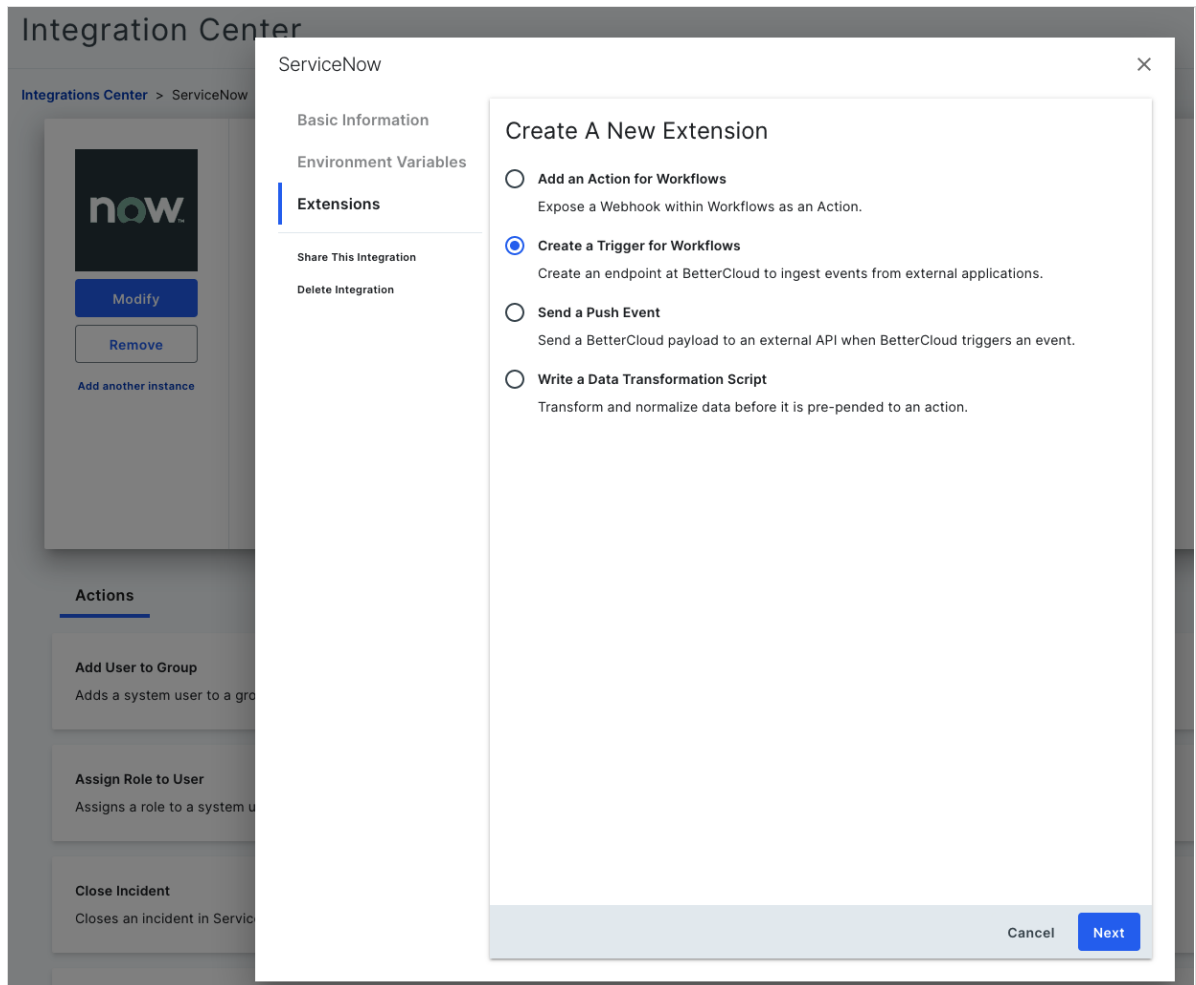 Integration Center
Integrations Center > ServiceNow
now™
Modify
Remove
Add another instance
Actions
Add User to Group
Adds a system user to a gro
Assign Role to User
Assigns a role to a system u
Close Incident
Closes an incident in Servic
ServiceNow
Basic Information
Environment Variables
Extensions
Share This Integration
Delete Integration
Create A New Extension
Add an Action for Workflows
Expose a Webhook within Workflows as an Action.
Create a Trigger for Workflows
Create an endpoint at BetterCloud to ingest events from external applications.
Send a Push Event
Send a BetterCloud payload to an external API when BetterCloud triggers an event.
Write a Data Transformation Script
Transform and normalize data before it is pre-pended to an action.
Cancel
Next